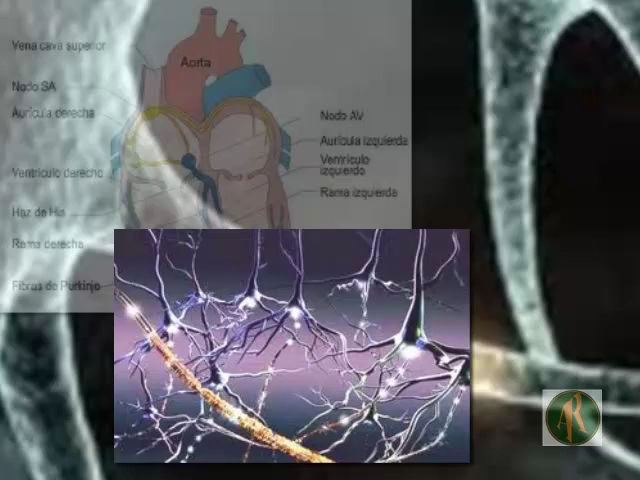 Vena cava superior
Aorta
Nodo SA
Aurícula derecha
Nodo AV
Aurícula izquierda
Ventrículo izquierdo
Ventrículo derecho
Rama izquierda
Haz de His
Rama derecha
Fibras de Purkinje